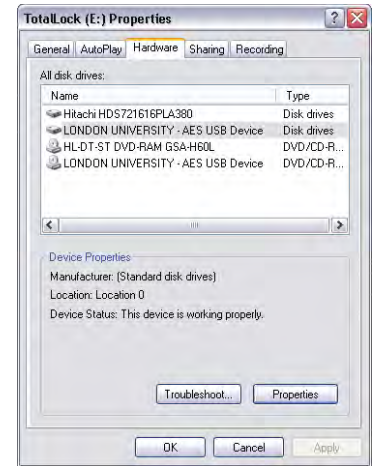 TotalLock (E:) Properties
General AutoPlay Hardware Sharing Recording
All disk drives:
Name Type
Hitachi HDS721616PLA380 Disk drives
LONDON UNIVERSITY - AES USB Device Disk drives
HL-DT-ST DVD-RAM GSA-H60L DVD/CD-R...
LONDON UNIVERSITY - AES USB Device DVD/CD-R...
Device Properties
Manufacturer: (Standard disk drives)
Location: Location 0
Device Status: This device is working properly.
Troubleshoot... Properties
OK Cancel Apply